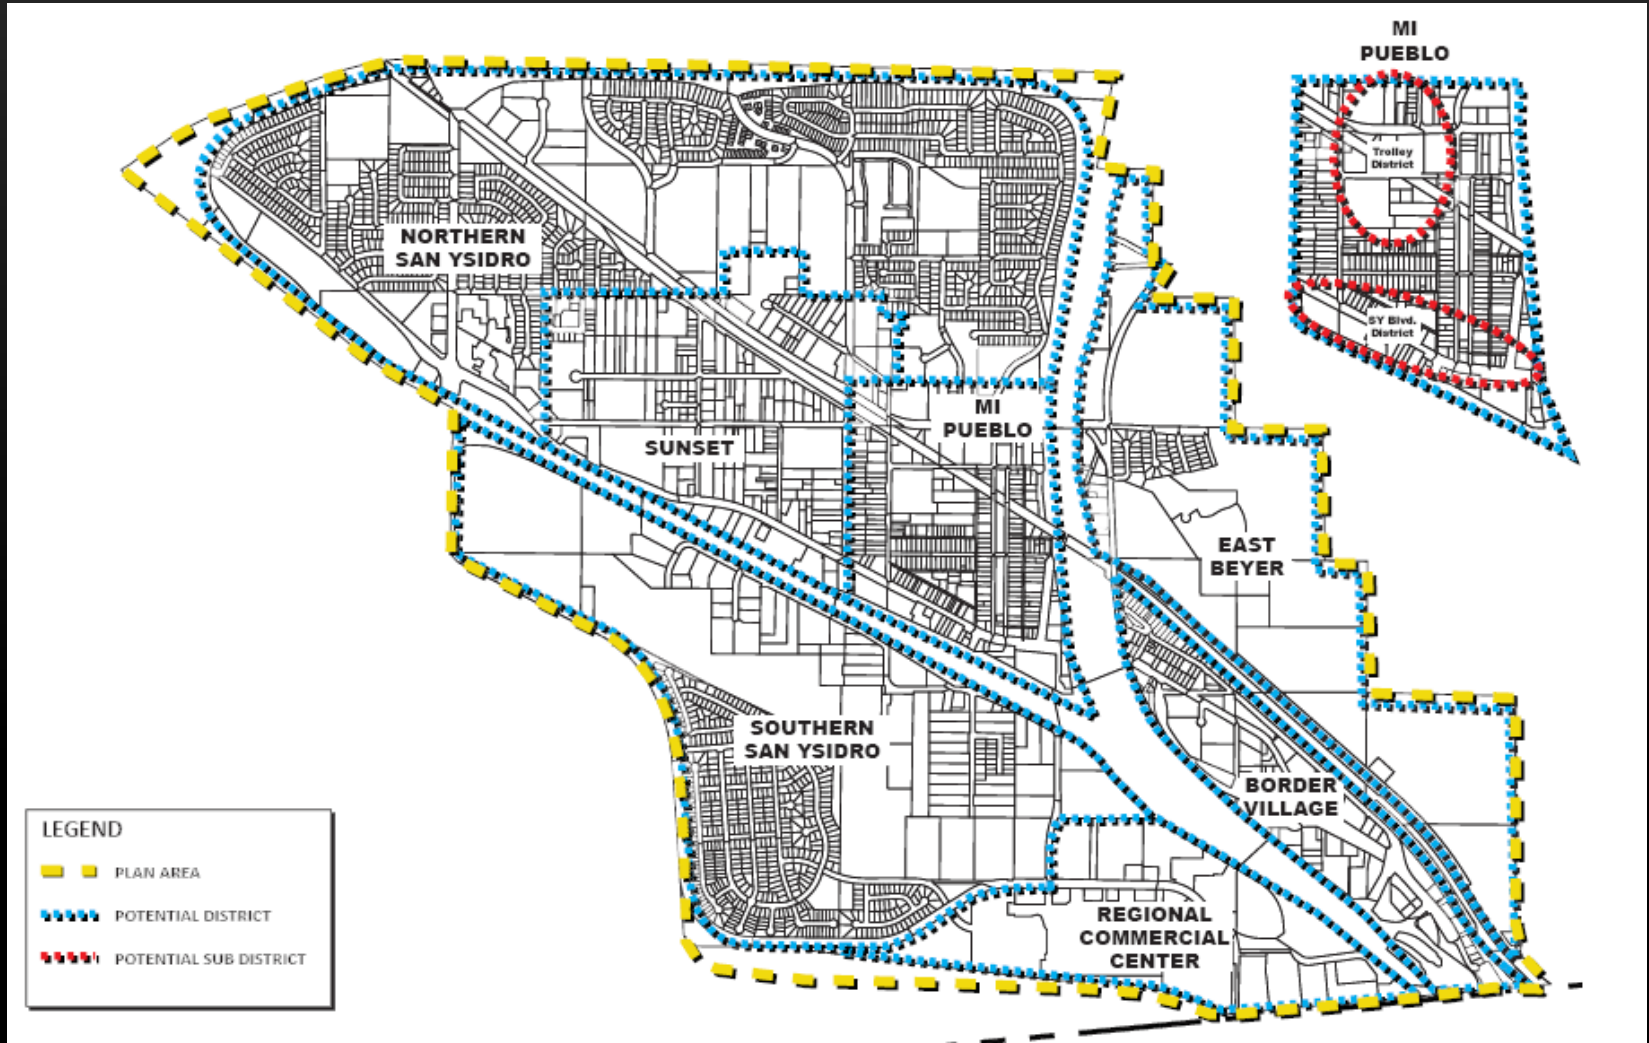 MI
PUEBLO
Trolley
District
SY Blvd.
District
NORTHERN
SAN YSIDRO
MI
PUEBLO
SUNSET
EAST
BEYER
SOUTHERN
SAN YSIDRO
BORDER
VILLAGE
REGIONAL
COMMERCIAL
CENTER
LEGEND
PLAN AREA
POTENTIAL DISTRICT
POTENTIAL SUB DISTRICT